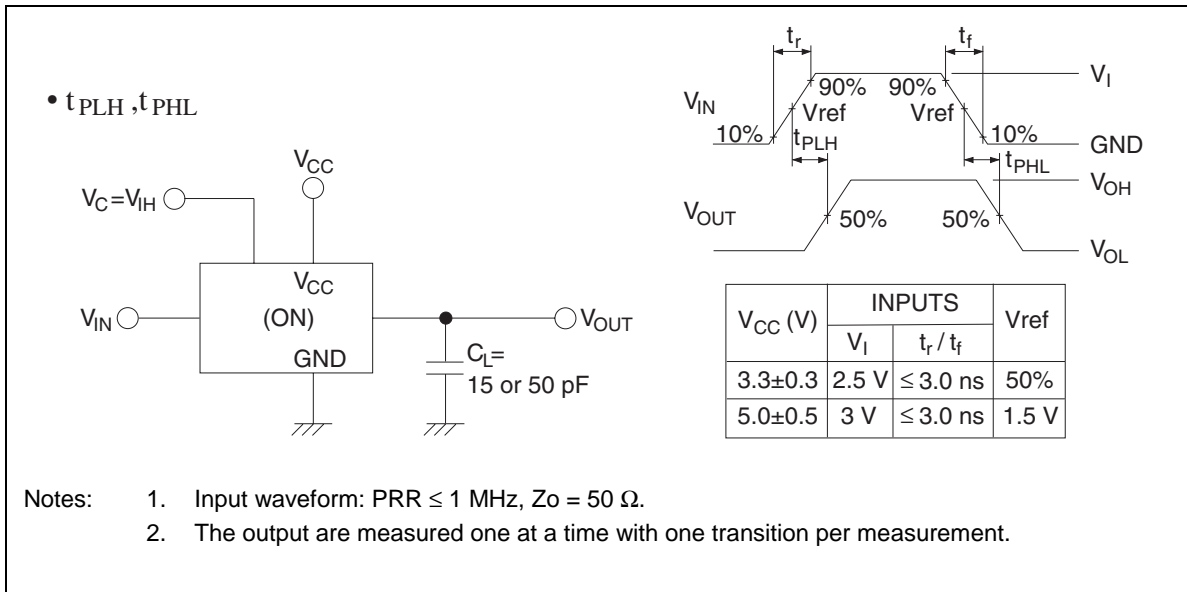 • tPLH ,tPHL
VCC
VC=VIH
VCC
VIN
(ON)
VOUT
GND
CL=
15 or 50 pF
tr
tf
VI
90%
90%
VIN
Vref
Vref
10%
10%
tPLH
GND
tPHL
VOH
VOUT
50%
50%
VOL
VCC (V) INPUTS Vref
VI tr / tf
3.3±0.3 2.5 V ≤ 3.0 ns 50%
5.0±0.5 3 V ≤ 3.0 ns 1.5 V
Notes: 1. Input waveform: PRR ≤ 1 MHz, Zo = 50 Ω.
2. The output are measured one at a time with one transition per measurement.